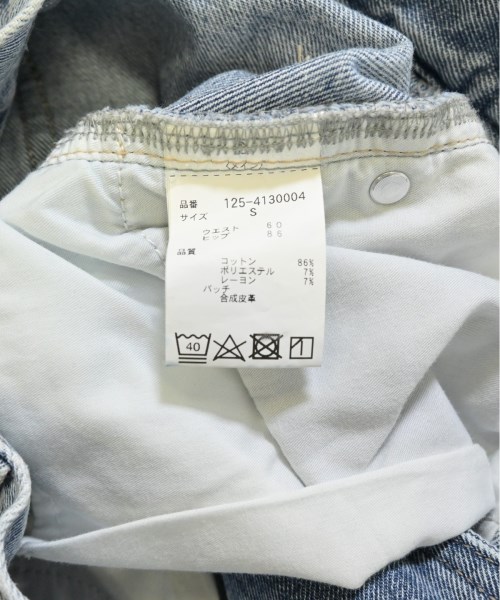 品番 125-4130004
サイズ S
ウエスト 60
ヒップ 86
品質
コットン 86%
ポリエステル 7%
レーヨン 7%
パッチ
合成皮革
40